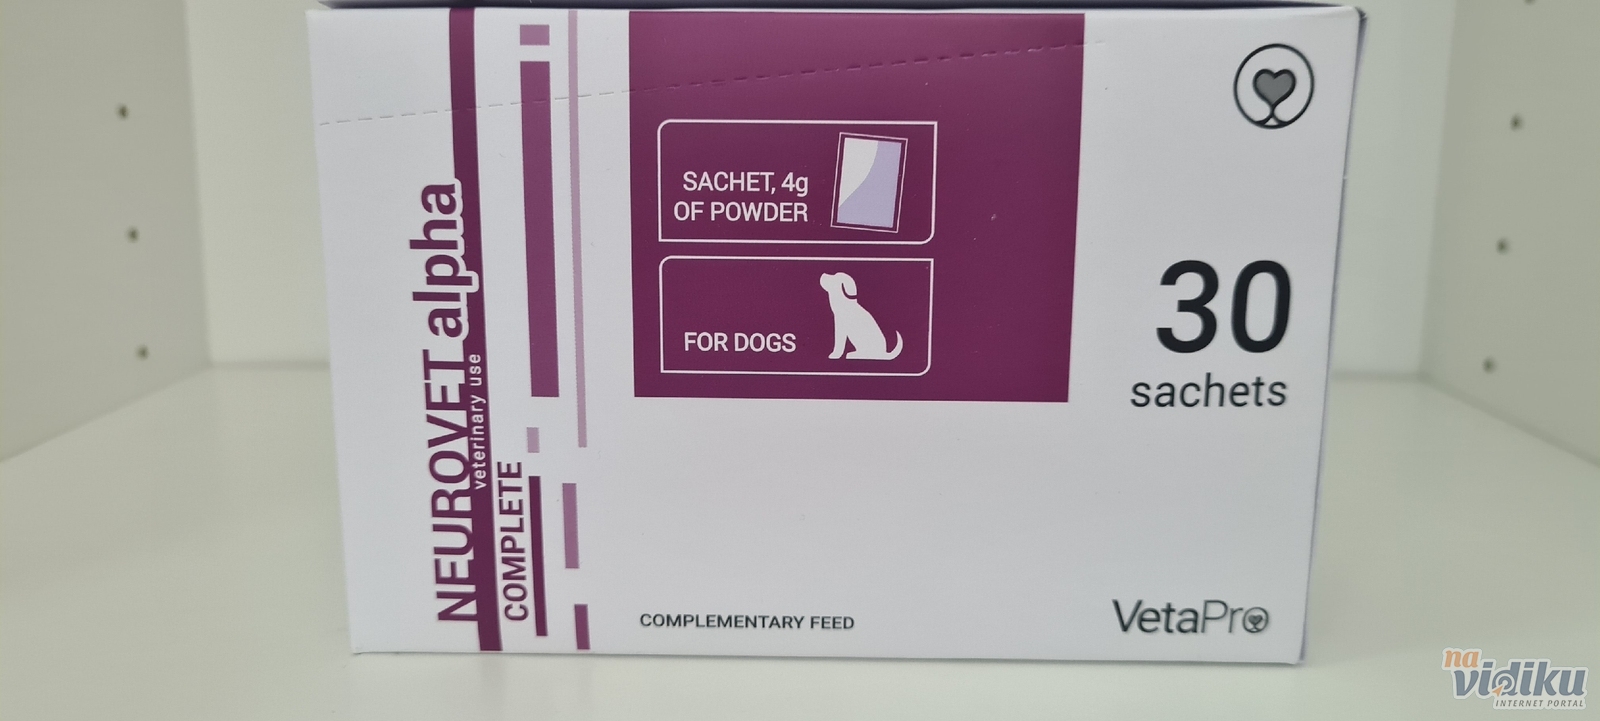 NEUROVET alpha
veterinary use
COMPLETE
SACHET, 4g
OF POWDER
FOR DOGS
30
sachets
COMPLEMENTARY FEED
VetaPro
na
vidiku
INTERNET PORTAL